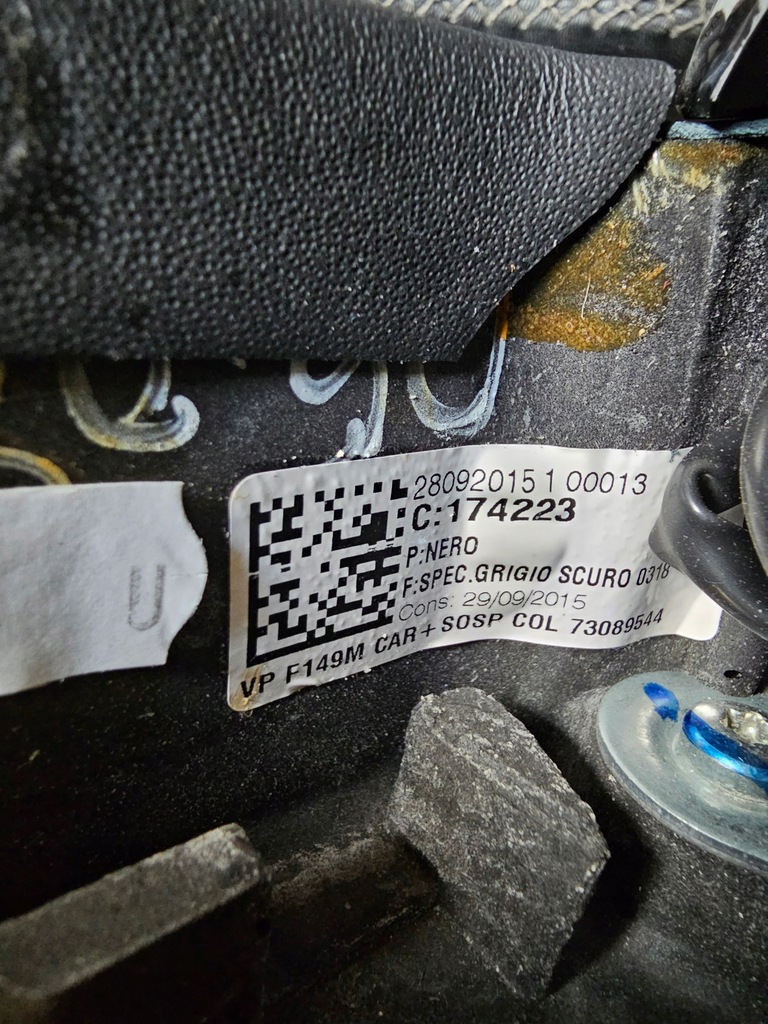 28092015 1 00013
C:174223
P:NERO
F:SPEC.GRIGIO SCURO 0318
Cons: 29/09/2015
VP F149M CAR+SOSP COL 73089544